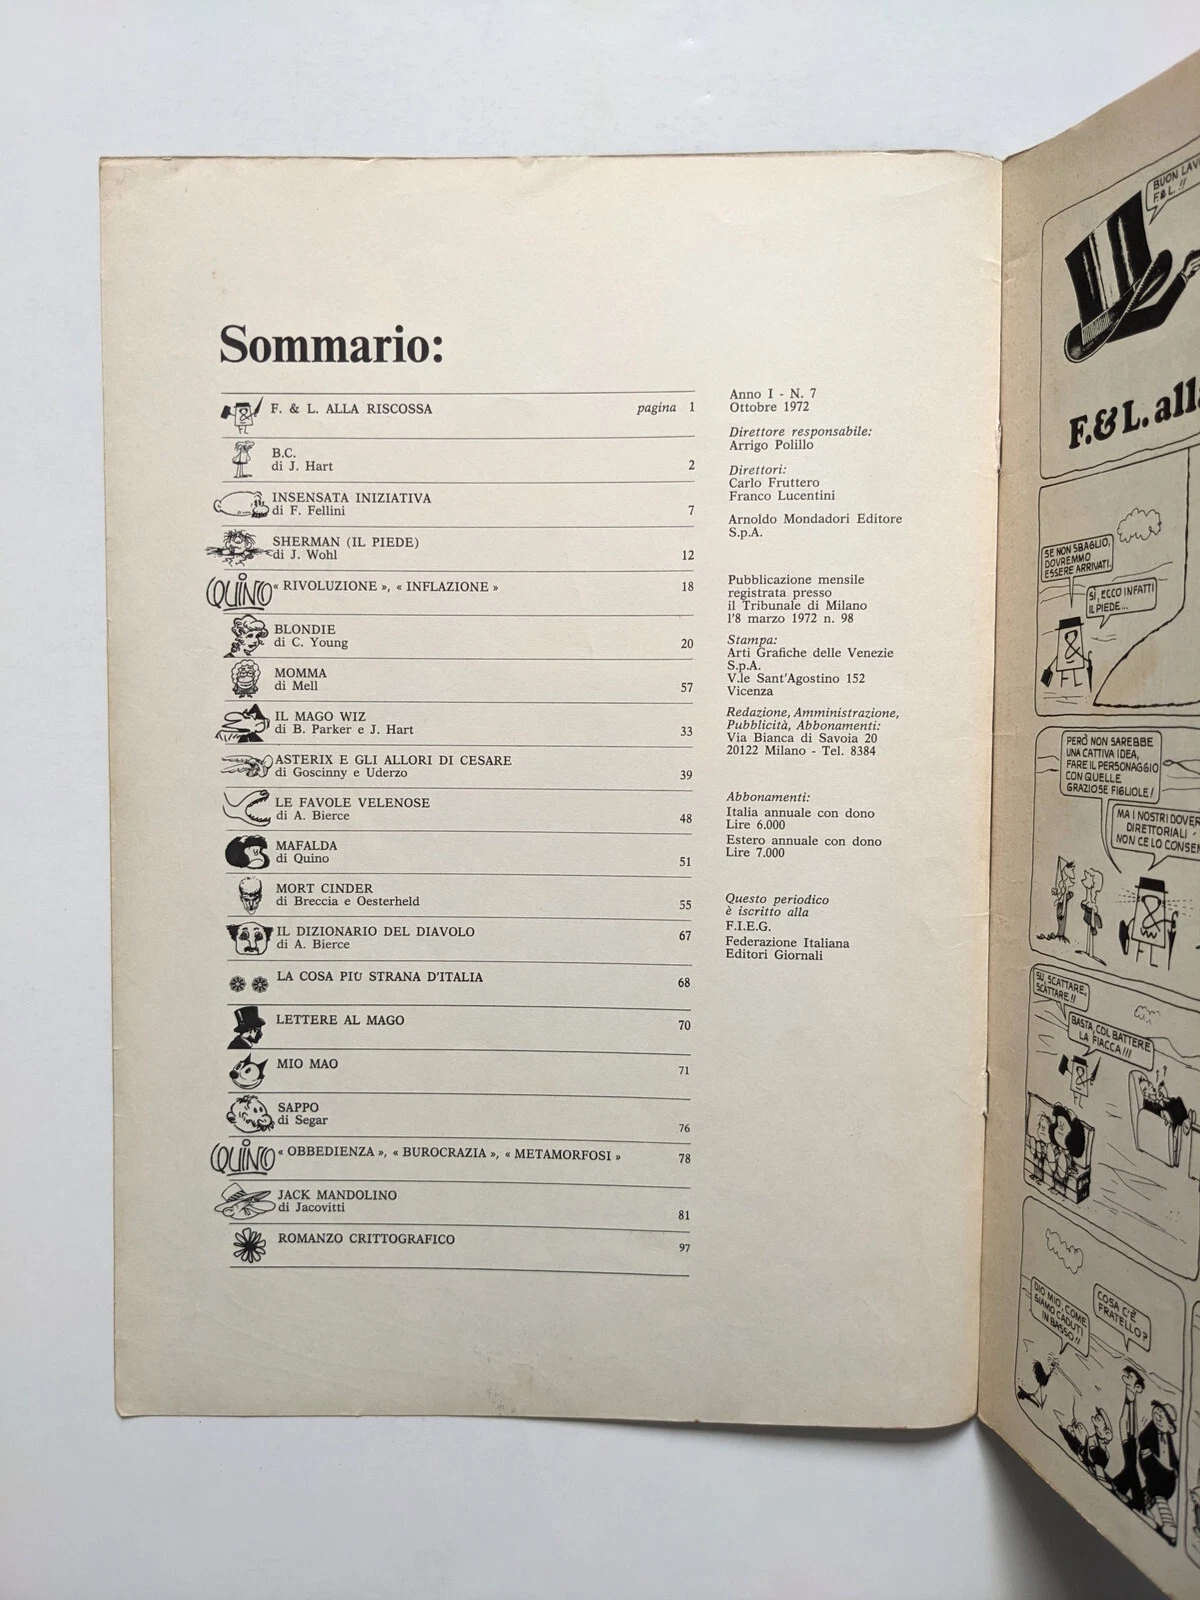 Sommario:
F. & L. ALLA RISCOSSA pagina 1
B.C.
di J. Hart 2
INSENSATA INIZIATIVA
di F. Fellini 7
SHERMAN (IL PIEDE)
di J. Wohl 12
QUINO « RIVOLUZIONE », « INFLAZIONE » 18
BLONDIE
di C. Young 20
MOMMA
di Mell 57
IL MAGO WIZ
di B. Parker e J. Hart 33
ASTERIX E GLI ALLORI DI CESARE
di Goscinny e Uderzo 39
LE FAVOLE VELENOSE
di A. Bierce 48
MAFALDA
di Quino 51
MORT CINDER
di Breccia e Oesterheld 55
IL DIZIONARIO DEL DIAVOLO
di A. Bierce 67
LA COSA PIÙ STRANA D'ITALIA 68
LETTERE AL MAGO 70
MIO MAO 71
SAPPO
di Segar 76
QUINO « OBBEDIENZA », « BUROCRAZIA », « METAMORFOSI » 78
JACK MANDOLINO
di Jacovitti 81
ROMANZO CRITTOGRAFICO 97
Anno I - N. 7
Ottobre 1972
Direttore responsabile:
Arrigo Polillo
Direttori:
Carlo Fruttero
Franco Lucentini
Arnoldo Mondadori Editore
S.p.A.
Pubblicazione mensile
registrata presso
il Tribunale di Milano
l'8 marzo 1972 n. 98
Stampa:
Arti Grafiche delle Venezie
S.p.A.
V.le Sant'Agostino 152
Vicenza
Redazione, Amministrazione,
Pubblicità, Abbonamenti:
Via Bianca di Savoia 20
20122 Milano - Tel. 8384
Abbonamenti:
Italia annuale con dono
Lire 6.000
Estero annuale con dono
Lire 7.000
Questo periodico
è iscritto alla
F.I.E.G.
Federazione Italiana
Editori Giornali
BUON
F.& L.!!
F.& L.
SE NON SBAGLIO,
DOVREMMO
ESSERE ARRIVATI.
SÌ, ECCO INFATTI
IL PIEDE...
FL
PERÒ NON SAREBBE
UNA CATTIVA IDEA,
FARE IL PERSONAGGIO
CON QUELLE
GRAZIOSE FIGLIOLE!
MA I NOSTRI
DIRETTORIALI
NON CE LO
FL
SU, SCATTARE,
SCATTARE!!
BASTA, COL BATTERE
LA FIACCA!!!
DIO MIO, COME
SIAMO CADUTI
IN BASSO!!
COSA C'È
FRATELLO?